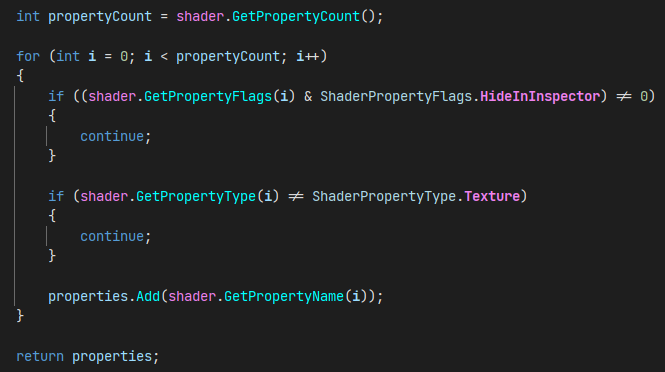 int propertyCount = shader.GetPropertyCount();
for (int i = 0; i < propertyCount; i++)
{
if ((shader.GetPropertyFlags(i) & ShaderPropertyFlags.HideInInspector) ≠ 0)
{
continue;
}
if (shader.GetPropertyType(i) ≠ ShaderPropertyType.Texture)
{
continue;
}
properties.Add(shader.GetPropertyName(i));
}
return properties;